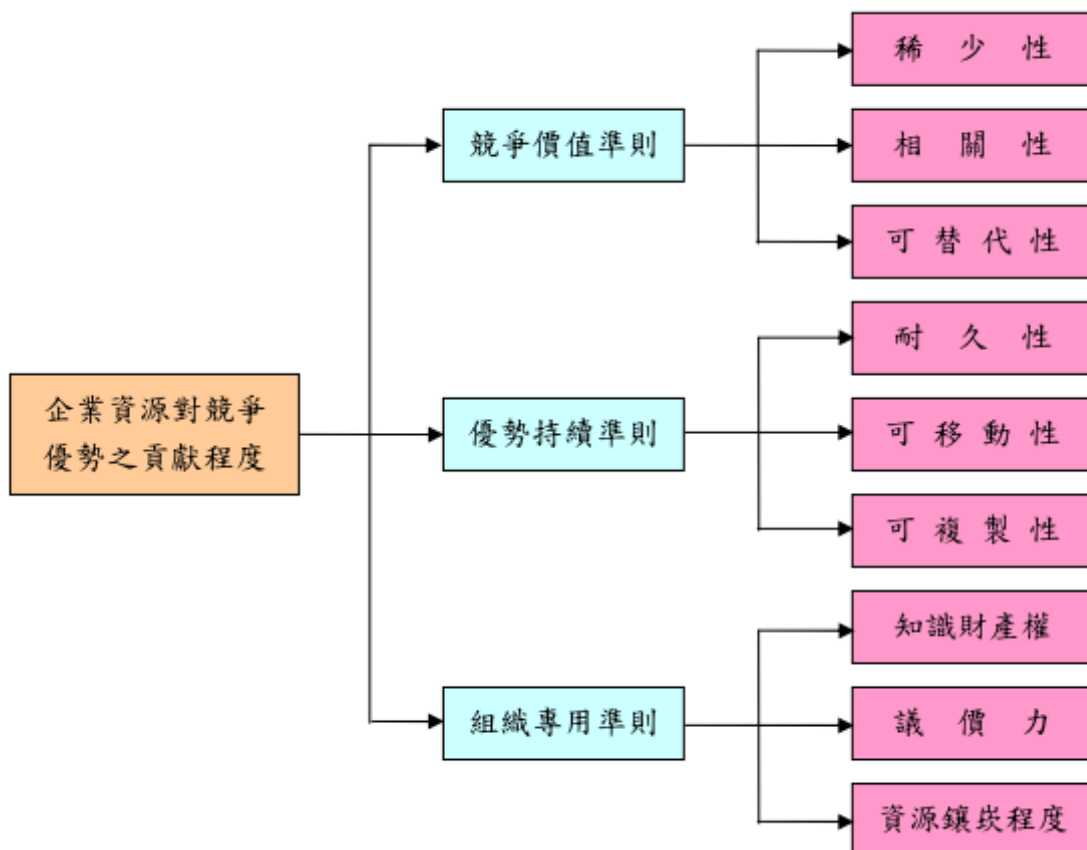 企業資源對競爭
優勢之貢獻程度
競爭價值準則
稀少性
相關性
可替代性
優勢持續準則
耐久性
可移動性
可複製性
組織專用準則
知識財產權
議價力
資源鑲崁程度